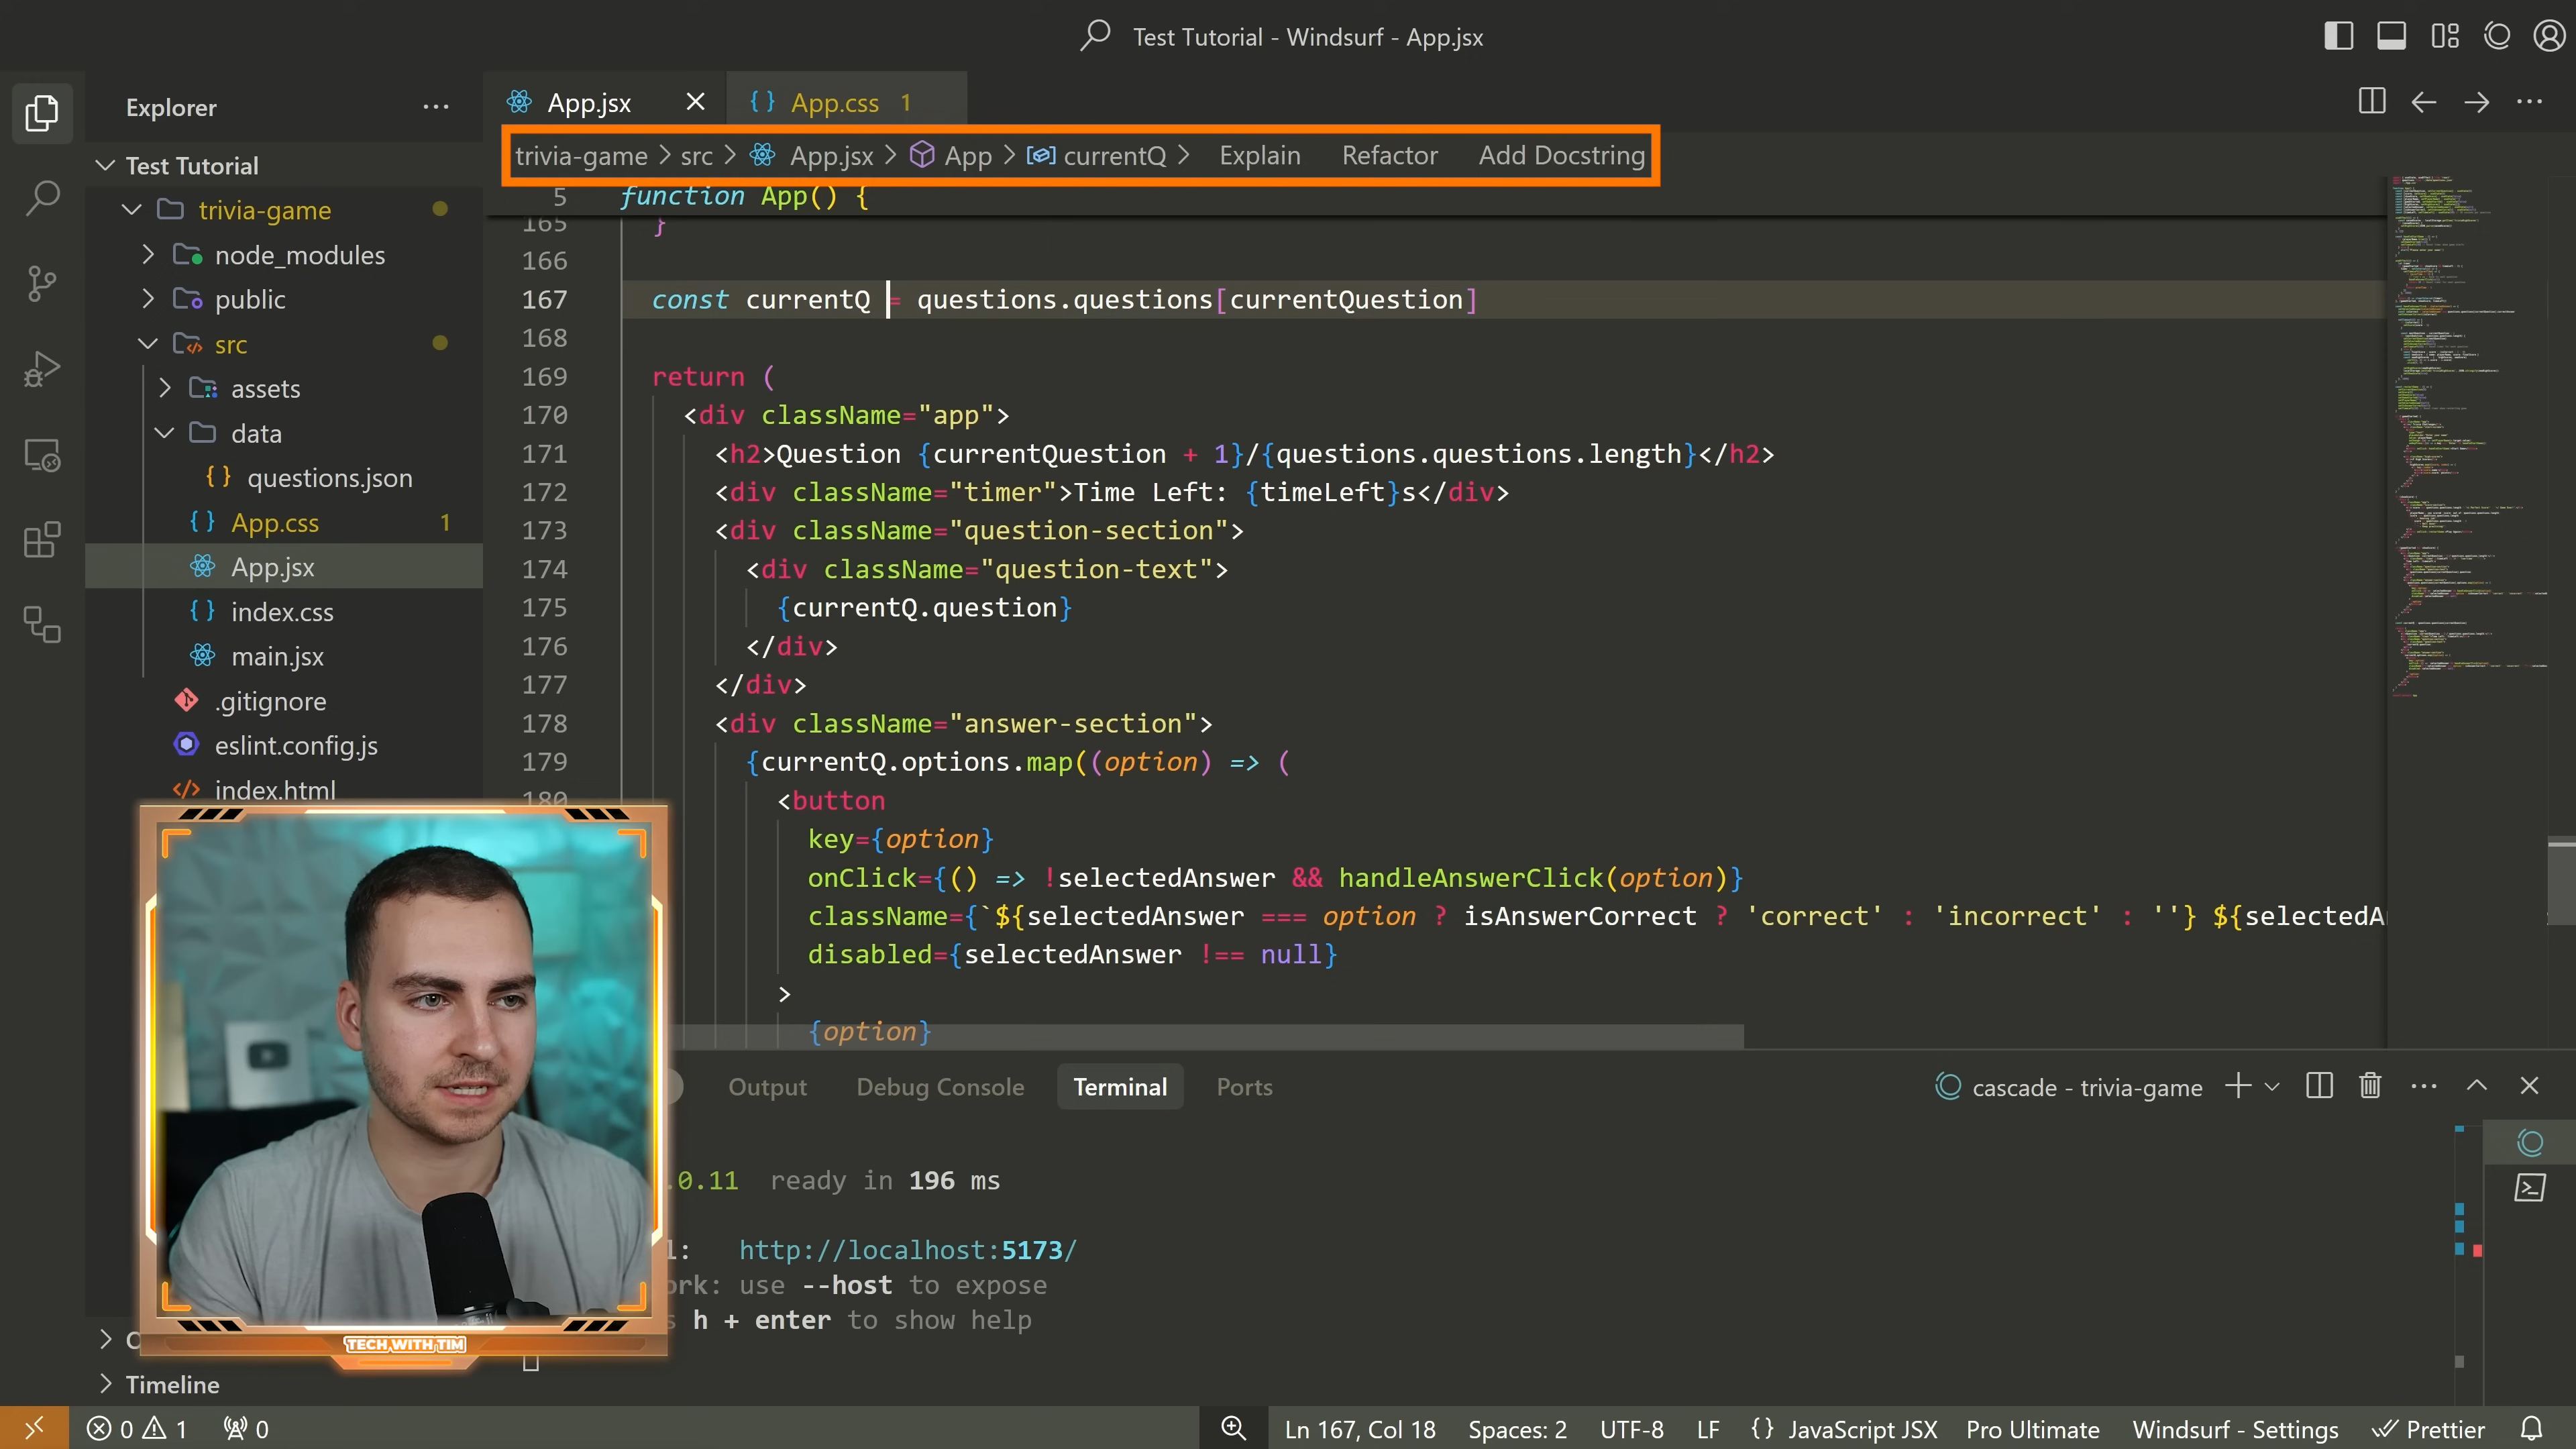 Test Tutorial - Windsurf - App.jsx
Explorer
Test Tutorial
trivia-game
node_modules
public
src
assets
data
questions.json
App.css 1
App.jsx
index.css
main.jsx
.gitignore
eslint.config.js
index.html
Timeline
App.jsx
App.css 1
trivia-game > src > App.jsx > App > currentQ > Explain Refactor Add Docstring
5 function App() {
165 }
166
167 const currentQ = questions.questions[currentQuestion]
168
169 return (
170 <div className="app">
171 <h2>Question {currentQuestion + 1}/{questions.questions.length}</h2>
172 <div className="timer">Time Left: {timeLeft}s</div>
173 <div className="question-section">
174 <div className="question-text">
175 {currentQ.question}
176 </div>
177 </div>
178 <div className="answer-section">
179 {currentQ.options.map((option) => (
180 <button
key={option}
onClick={() => !selectedAnswer && handleAnswerClick(option)}
className={`${selectedAnswer === option ? isAnswerCorrect ? 'correct' : 'incorrect' : ''} ${selectedA
disabled={selectedAnswer !== null}
>
{option}
Output Debug Console Terminal Ports
cascade - trivia-game
.0.11 ready in 196 ms
l: http://localhost:5173/
ork: use --host to expose
s h + enter to show help
TECH WITH TIM
0 1 0
Ln 167, Col 18 Spaces: 2 UTF-8 LF {} JavaScript JSX Pro Ultimate Windsurf - Settings Prettier